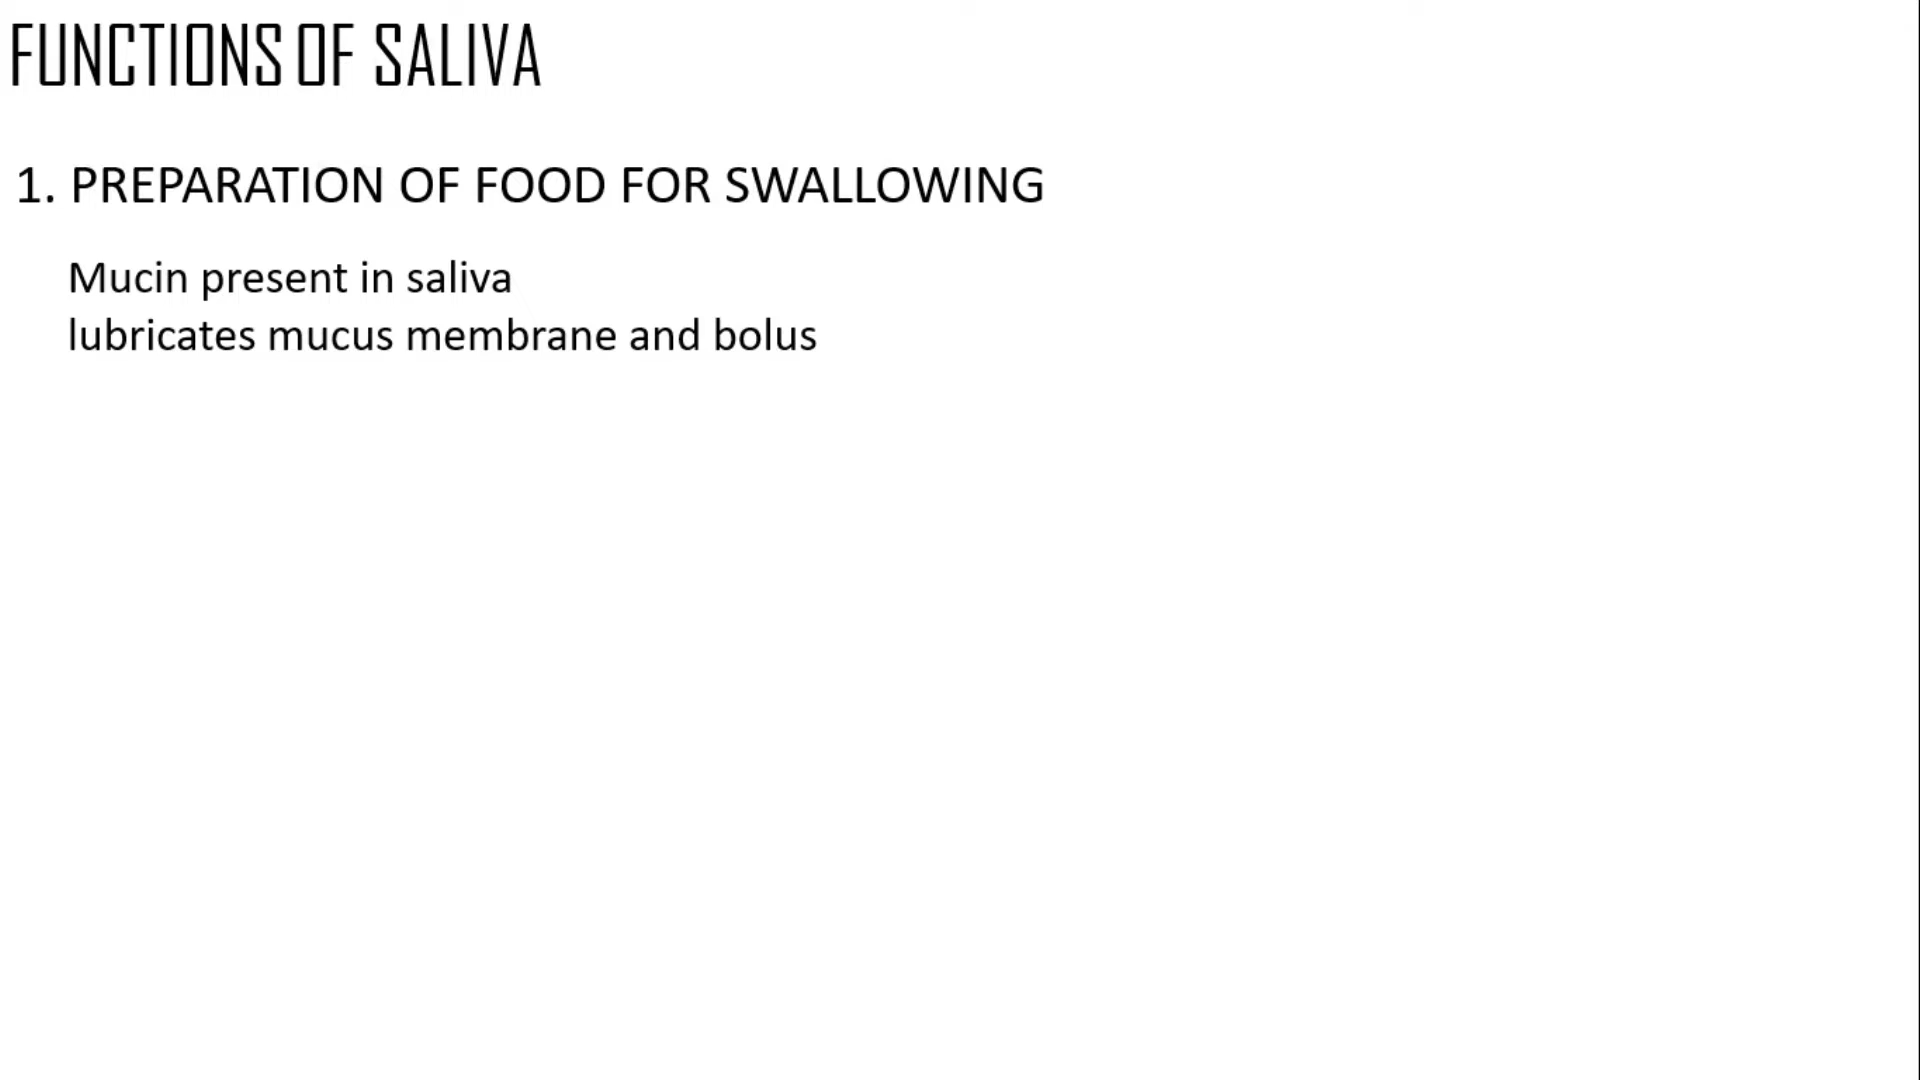 FUNCTIONS OF SALIVA
1. PREPARATION OF FOOD FOR SWALLOWING
Mucin present in saliva
lubricates mucus membrane and bolus